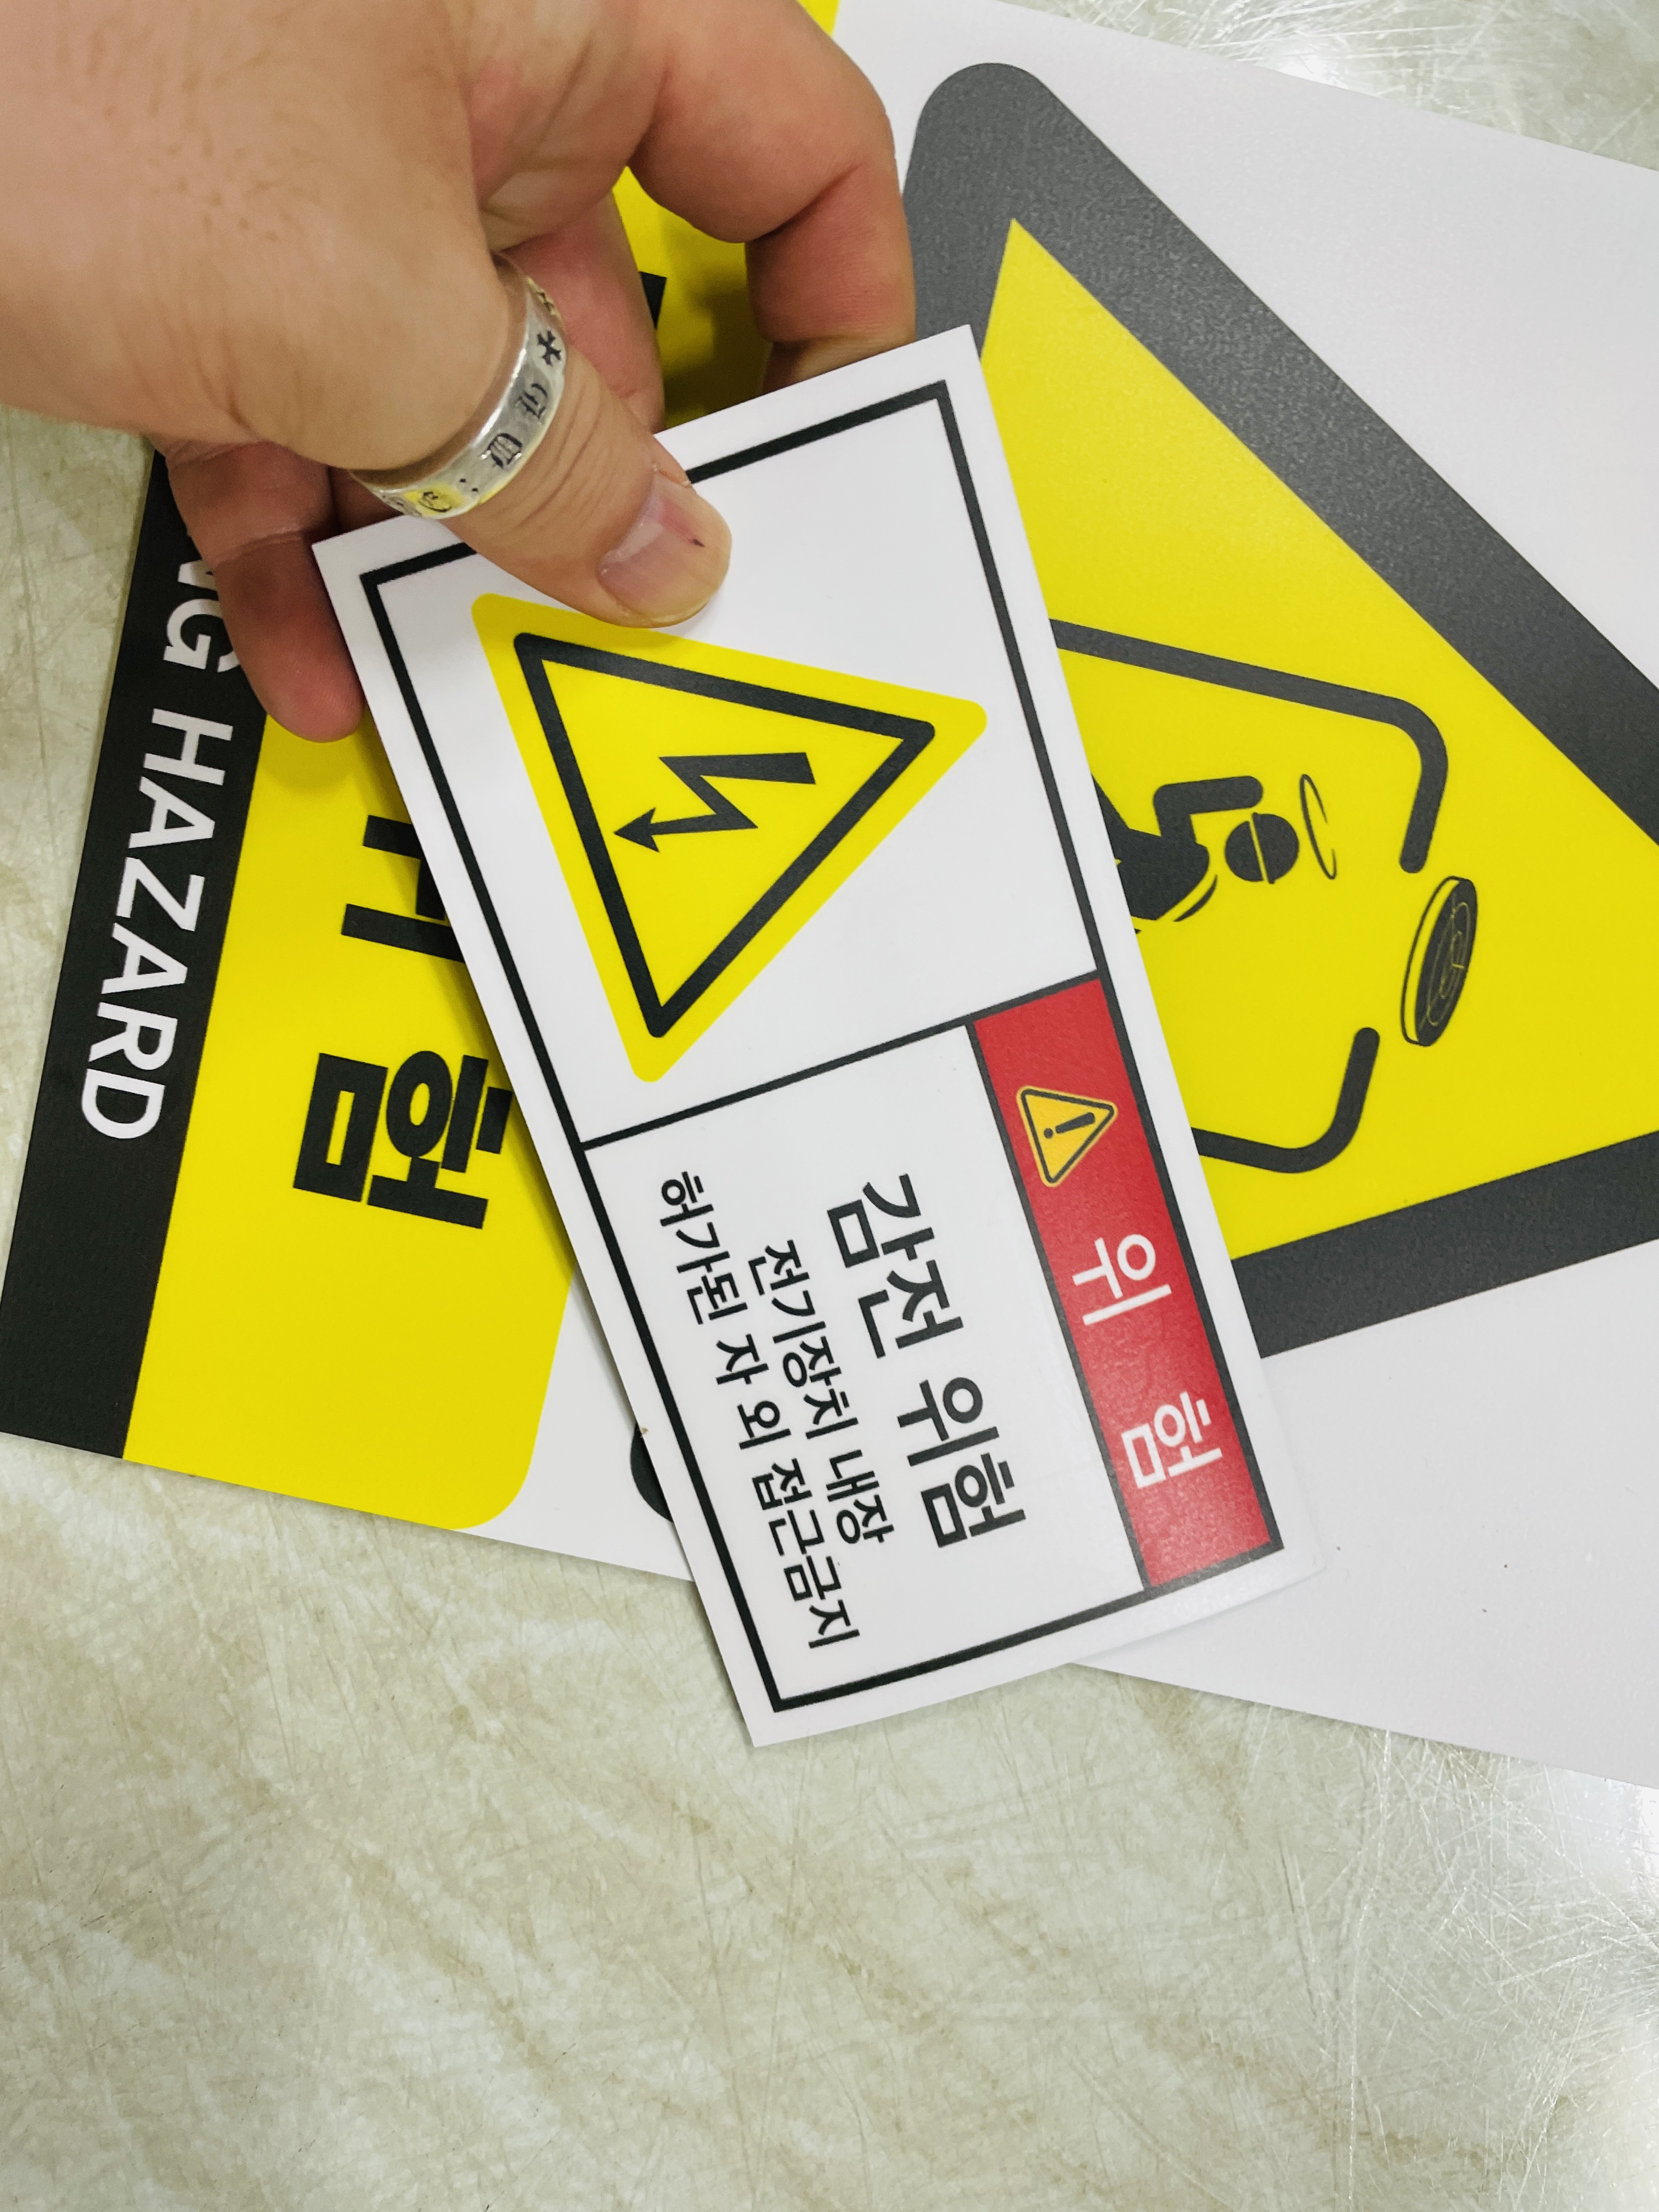 위 험
감전 위험
전기장치 내장
허가된 자 외 접근금지
험
HAZARD